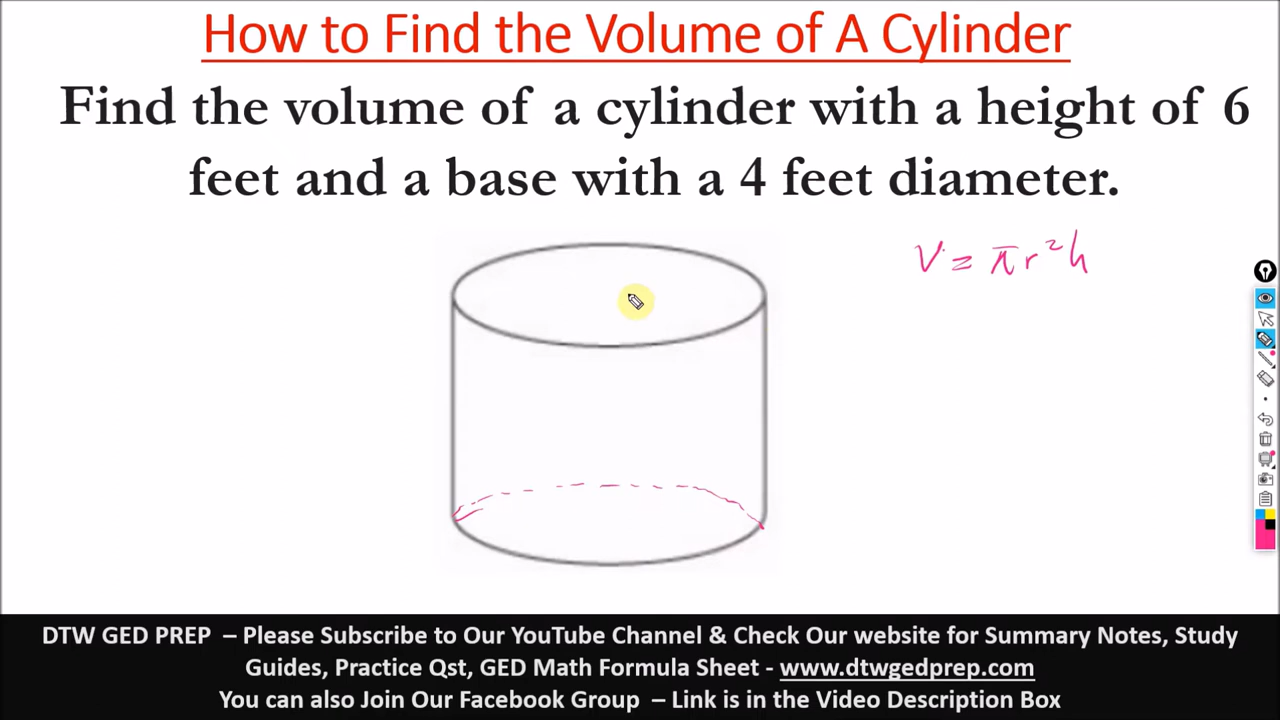 How to Find the Volume of A Cylinder
Find the volume of a cylinder with a height of 6
feet and a base with a 4 feet diameter.
V = πr²h
DTW GED PREP – Please Subscribe to Our YouTube Channel & Check Our website for Summary Notes, Study
Guides, Practice Qst, GED Math Formula Sheet - www.dtwgedprep.com
You can also Join Our Facebook Group – Link is in the Video Description Box